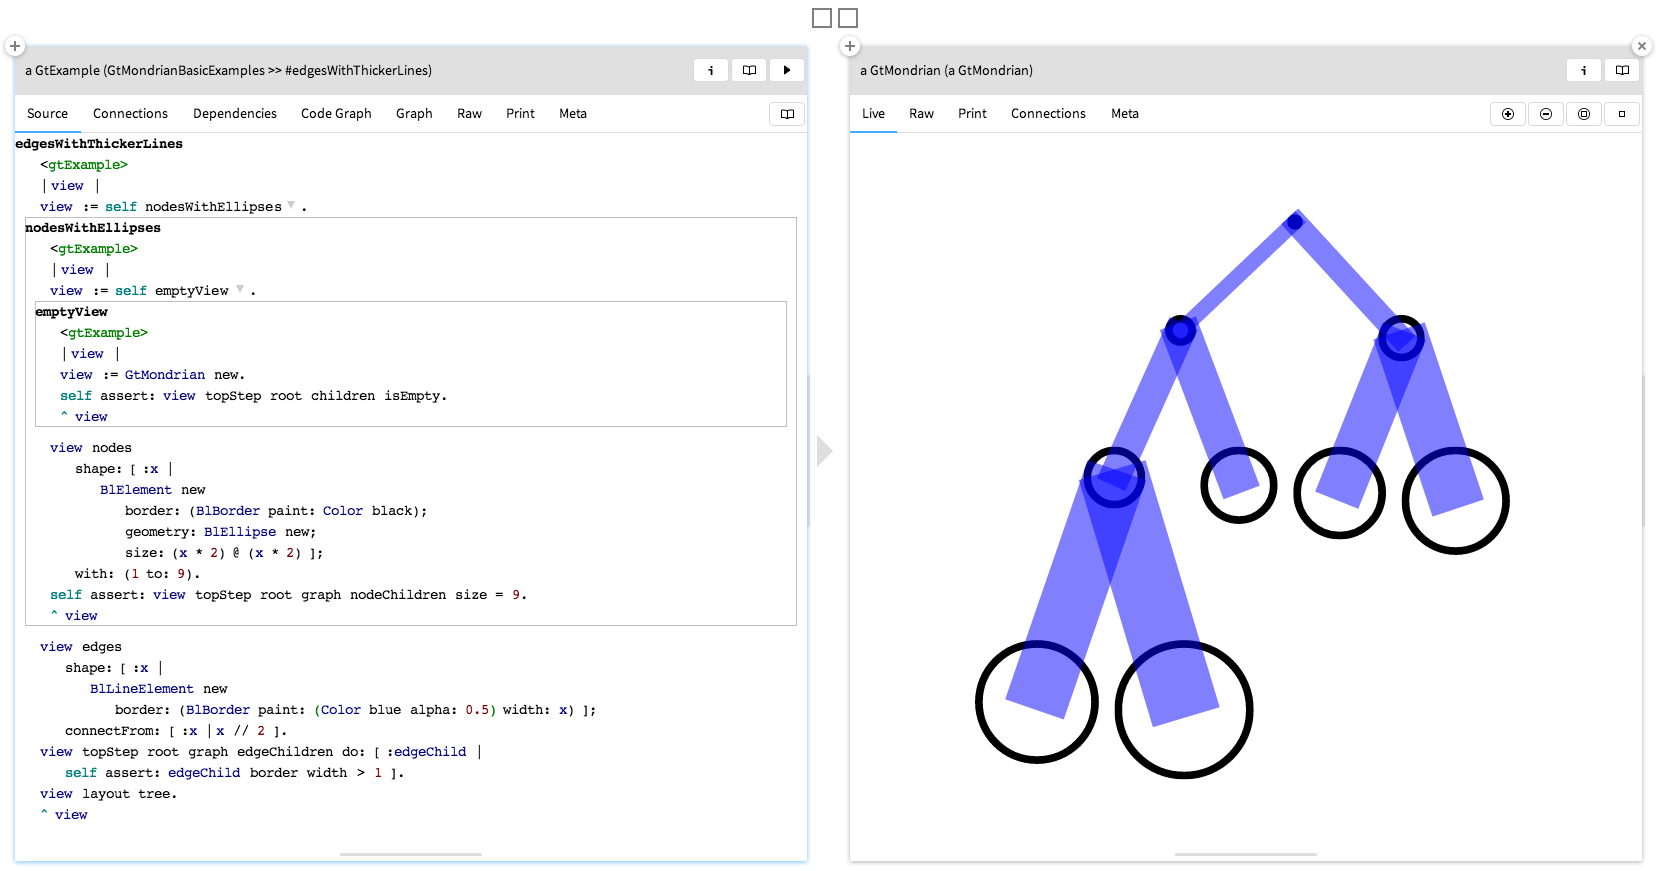 a GtExample (GtMondrianBasicExamples >> #edgesWithThickerLines)
i
Source Connections Dependencies Code Graph Graph Raw Print Meta
edgesWithThickerLines
<gtExample>
| view |
view := self nodesWithEllipses .
nodesWithEllipses
<gtExample>
| view |
view := self emptyView .
emptyView
<gtExample>
| view |
view := GtMondrian new.
self assert: view topStep root children isEmpty.
^ view
view nodes
shape: [ :x |
BlElement new
border: (BlBorder paint: Color black);
geometry: BlEllipse new;
size: (x * 2) @ (x * 2) ];
with: (1 to: 9).
self assert: view topStep root graph nodeChildren size = 9.
^ view
view edges
shape: [ :x |
BlLineElement new
border: (BlBorder paint: (Color blue alpha: 0.5) width: x) ];
connectFrom: [ :x | x // 2 ].
view topStep root graph edgeChildren do: [ :edgeChild |
self assert: edgeChild border width > 1 ].
view layout tree.
^ view
a GtMondrian (a GtMondrian)
i
Live Raw Print Connections Meta